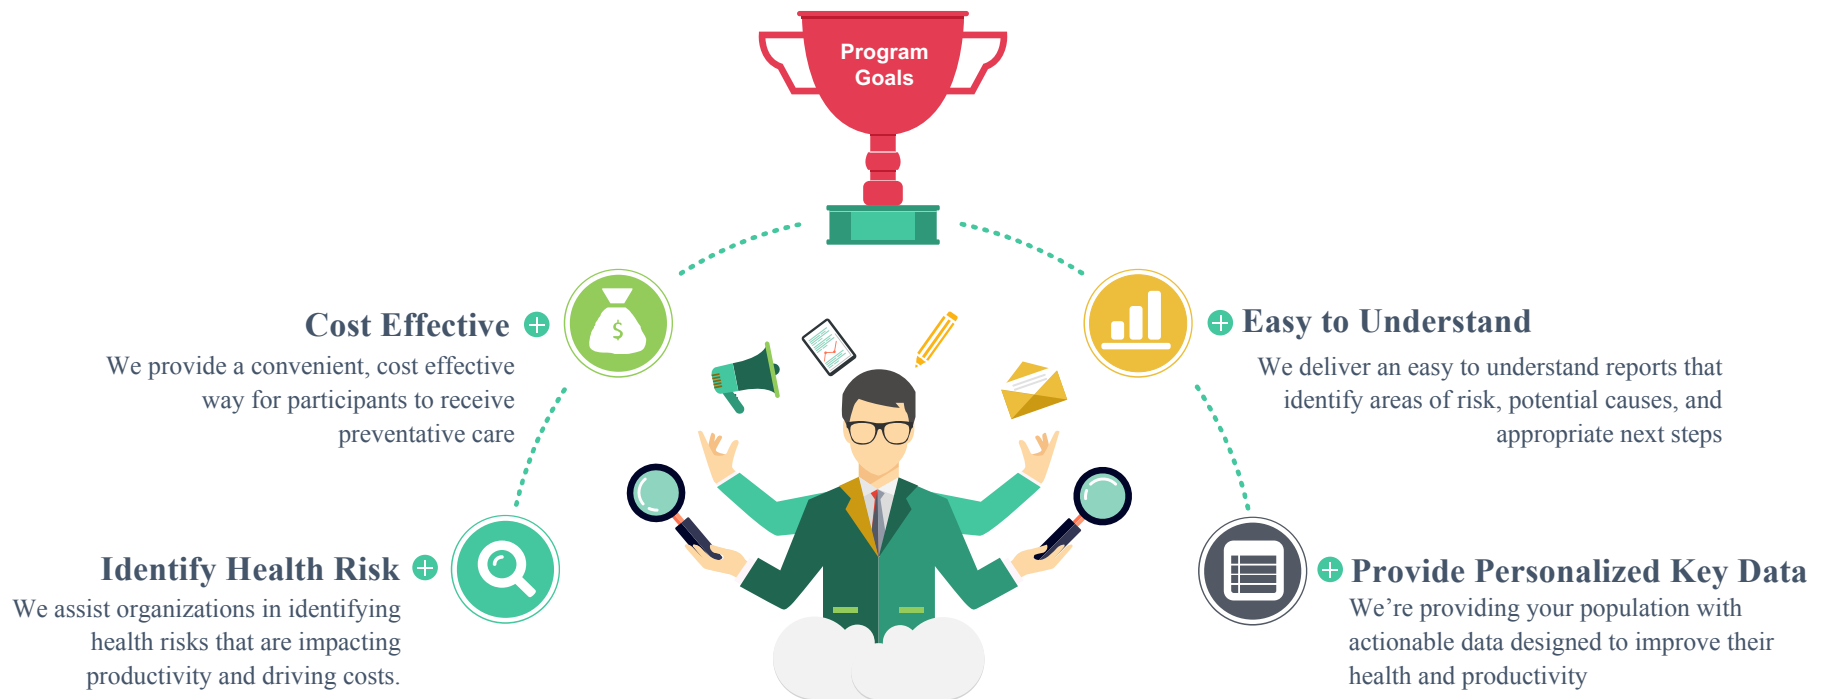 Program
Goals
Cost Effective
We provide a convenient, cost effective
way for participants to receive
preventative care
$
Easy to Understand
We deliver an easy to understand reports that
identify areas of risk, potential causes, and
appropriate next steps
Identify Health Risk
We assist organizations in identifying
health risks that are impacting
productivity and driving costs.
Provide Personalized Key Data
We’re providing your population with
actionable data designed to improve their
health and productivity